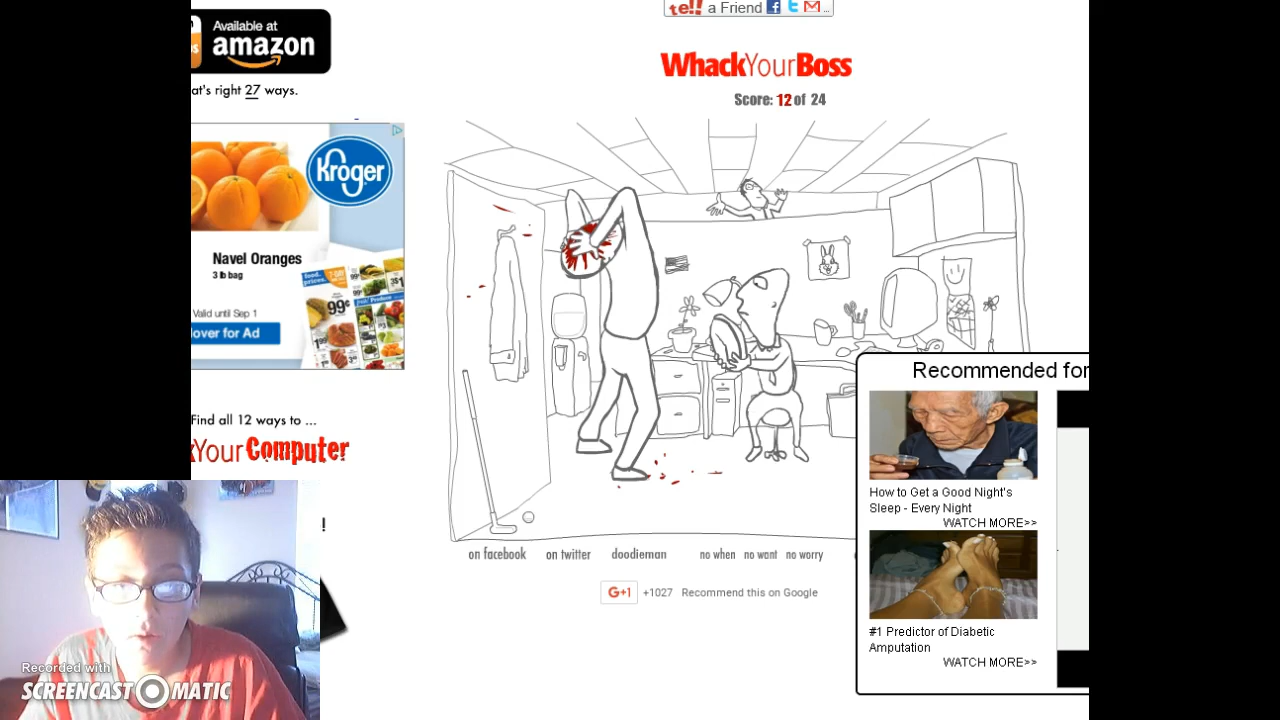 te!! a Friend
Available at
amazon
at's right 27 ways.
WhackYourBoss
Score: 12 of 24
Kroger
Navel Oranges
3 lb bag
Valid until Sep 1
lover for Ad
99¢
Find all 12 ways to ...
Your Computer
!
Recommended for
How to Get a Good Night's
Sleep - Every Night
WATCH MORE>>
#1 Predictor of Diabetic
Amputation
WATCH MORE>>
on facebook on twitter doodieman no when no want no worry
G+1 +1027 Recommend this on Google
Recorded with
SCREENCAST MATIC